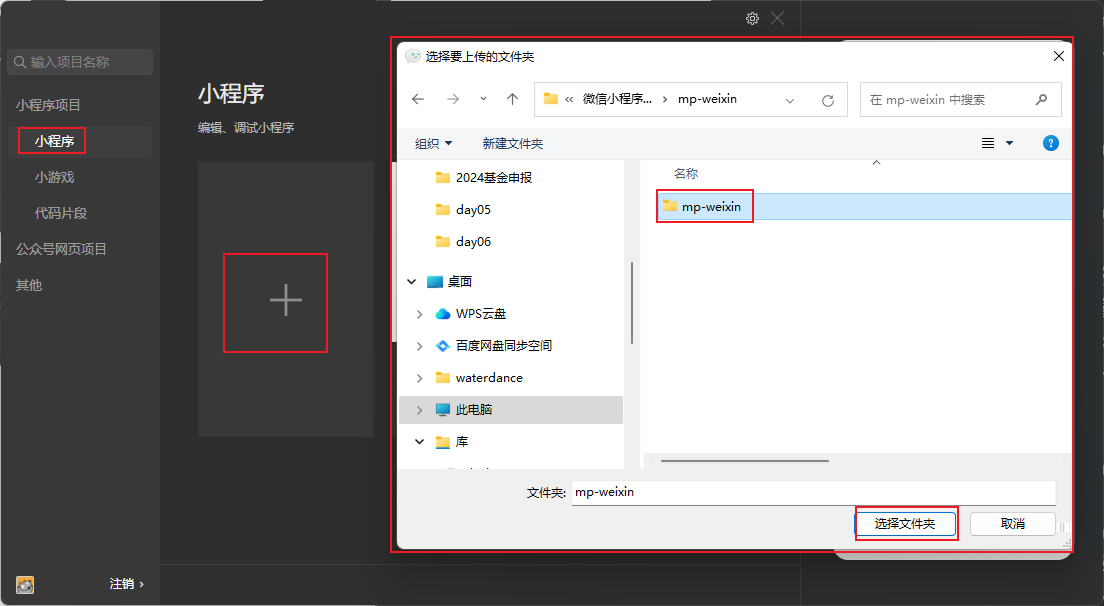 输入项目名称
小程序项目
小程序
小游戏
代码片段
公众号网页项目
其他
注销 ›
小程序
编辑、调试小程序
选择要上传的文件夹
« 微信小程序... › mp-weixin
在 mp-weixin 中搜索
组织
新建文件夹
2024基金申报
day05
day06
桌面
WPS云盘
百度网盘同步空间
waterdance
此电脑
库
名称
mp-weixin
文件夹: mp-weixin
选择文件夹
取消